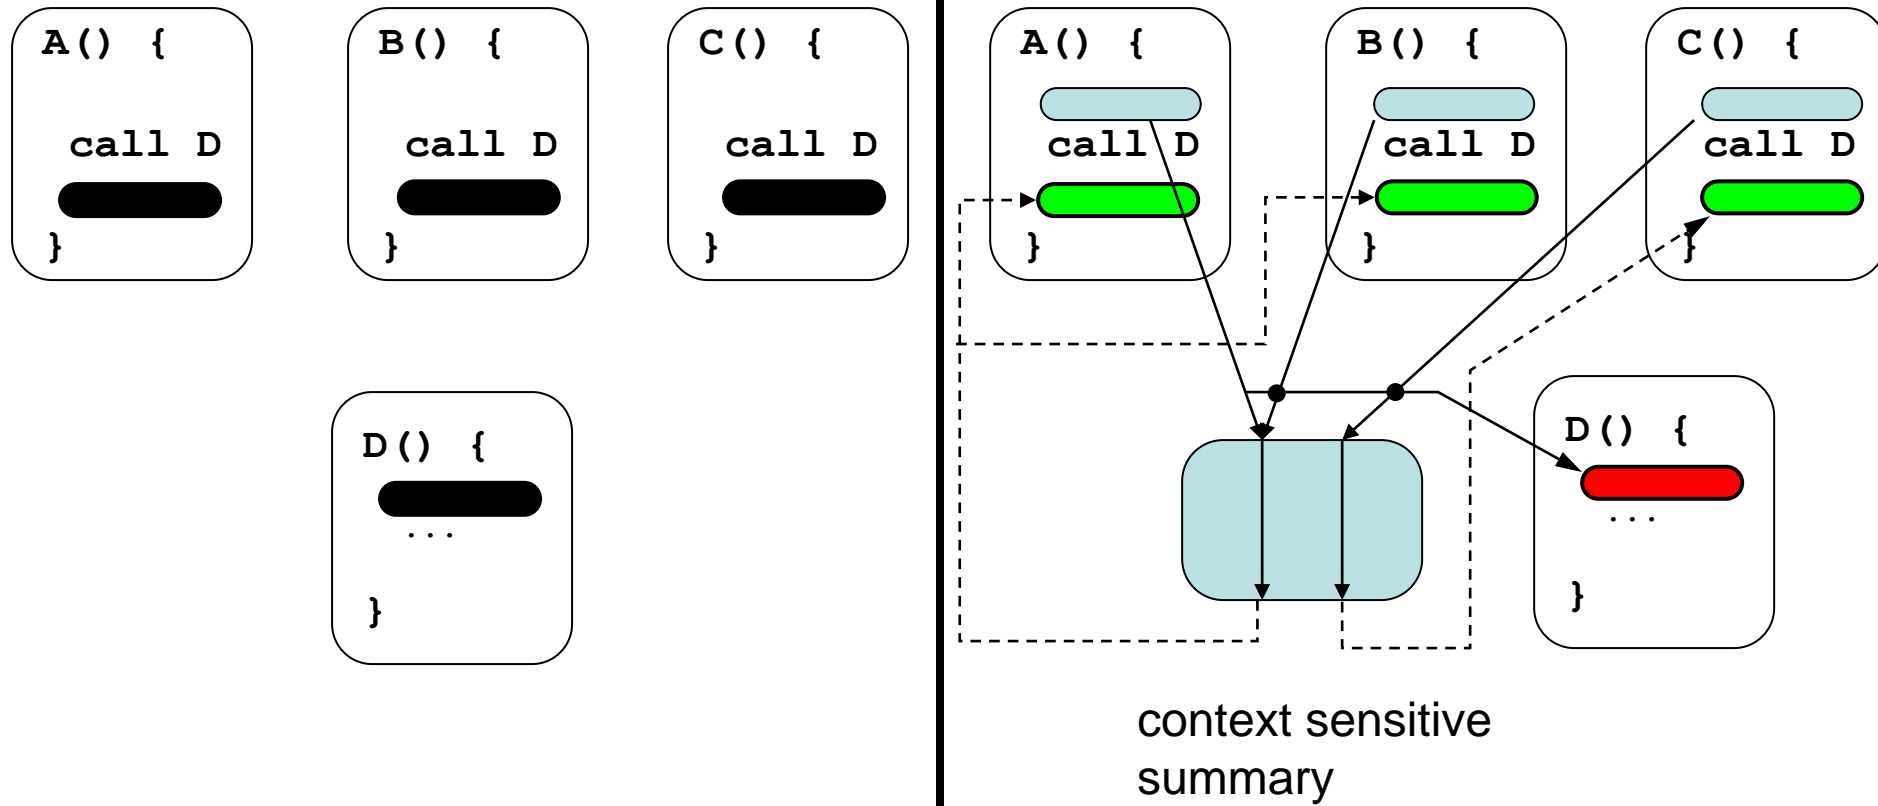 A() {
call D
}
B() {
call D
}
C() {
call D
}
D() {
...
}
A() {
call D
}
B() {
call D
}
C() {
call D
}
D() {
...
}
context sensitive
summary